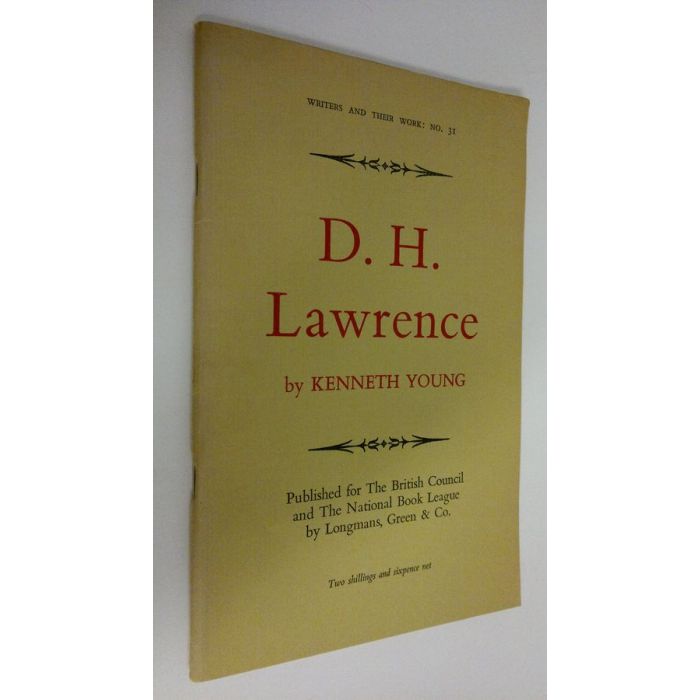 WRITERS AND THEIR WORK: NO. 31
D. H.
Lawrence
by KENNETH YOUNG
Published for The British Council
and The National Book League
by Longmans, Green & Co.
Two shillings and sixpence net